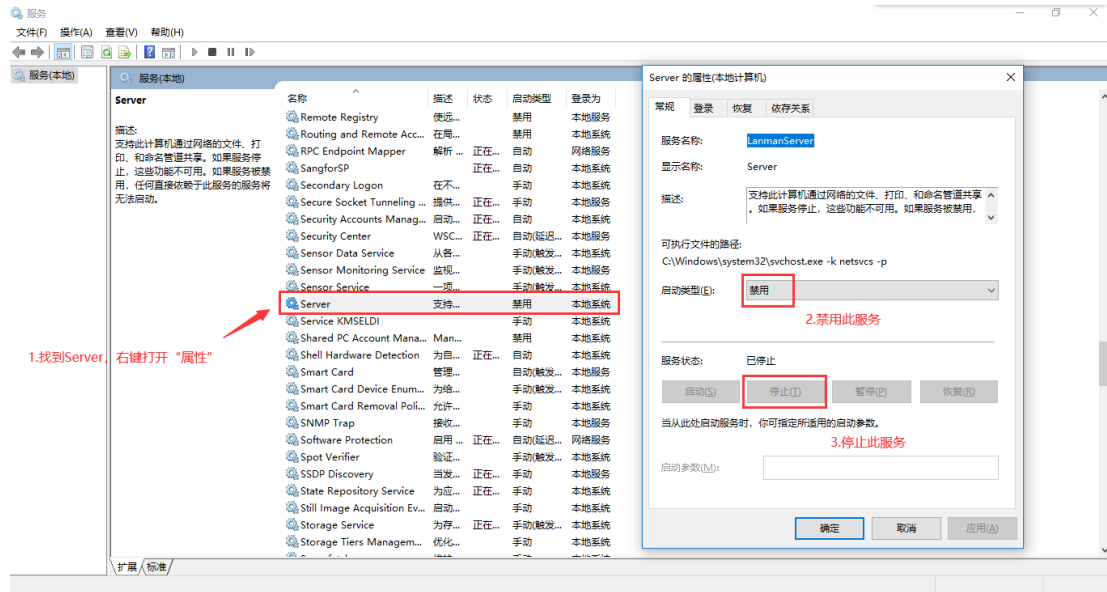 服务
文件(F) 操作(A) 查看(V) 帮助(H)
服务(本地)
服务(本地)
Server
描述:
支持此计算机通过网络的文件、打
印、和命名管道共享。如果服务停
止，这些功能不可用。如果服务被禁
用，任何直接依赖于此服务的服务将
无法启动。
名称 描述 状态 启动类型 登录为
Remote Registry 使远... 禁用 本地服务
Routing and Remote Acc... 在局... 禁用 本地系统
RPC Endpoint Mapper 解析 ... 正在... 自动 网络服务
SangforSP 正在... 自动 本地系统
Secondary Logon 在不... 手动 本地系统
Secure Socket Tunneling ... 提供... 正在... 手动 本地服务
Security Accounts Manag... 启动... 正在... 自动 本地系统
Security Center WSC... 正在... 自动(延迟... 本地服务
Sensor Data Service 从各... 手动(触发... 本地系统
Sensor Monitoring Service 监视... 手动(触发... 本地服务
Sensor Service 一项... 手动(触发... 本地系统
Server 支持... 禁用 本地系统
Service KMSELDI 手动 本地系统
Shared PC Account Mana... Man... 禁用 本地系统
Shell Hardware Detection 为自... 正在... 自动 本地系统
Smart Card 管理... 自动(触发... 本地服务
Smart Card Device Enum... 为给... 手动(触发... 本地系统
Smart Card Removal Poli... 允许... 手动 本地系统
SNMP Trap 接收... 手动 本地服务
Software Protection 启用 ... 正在... 自动(延迟... 网络服务
Spot Verifier 验证... 手动(触发... 本地系统
SSDP Discovery 当发... 正在... 手动 本地服务
State Repository Service 为应... 正在... 手动 本地系统
Still Image Acquisition Ev... 启动... 手动 本地系统
Storage Service 为存... 正在... 手动(触发... 本地系统
Storage Tiers Managem... 优化... 手动 本地系统
1.找到Server，右键打开“属性”
扩展 标准
Server 的属性(本地计算机)
常规 登录 恢复 依存关系
服务名称: LanmanServer
显示名称: Server
描述: 支持此计算机通过网络的文件、打印、和命名管道共享
。如果服务停止，这些功能不可用。如果服务被禁用，
可执行文件的路径:
C:\Windows\system32\svchost.exe -k netsvcs -p
启动类型(E): 禁用
2.禁用此服务
服务状态: 已停止
启动(S) 停止(T) 暂停(P) 恢复(R)
当从此处启动服务时，你可指定所适用的启动参数。
3.停止此服务
启动参数(M):
确定 取消 应用(A)